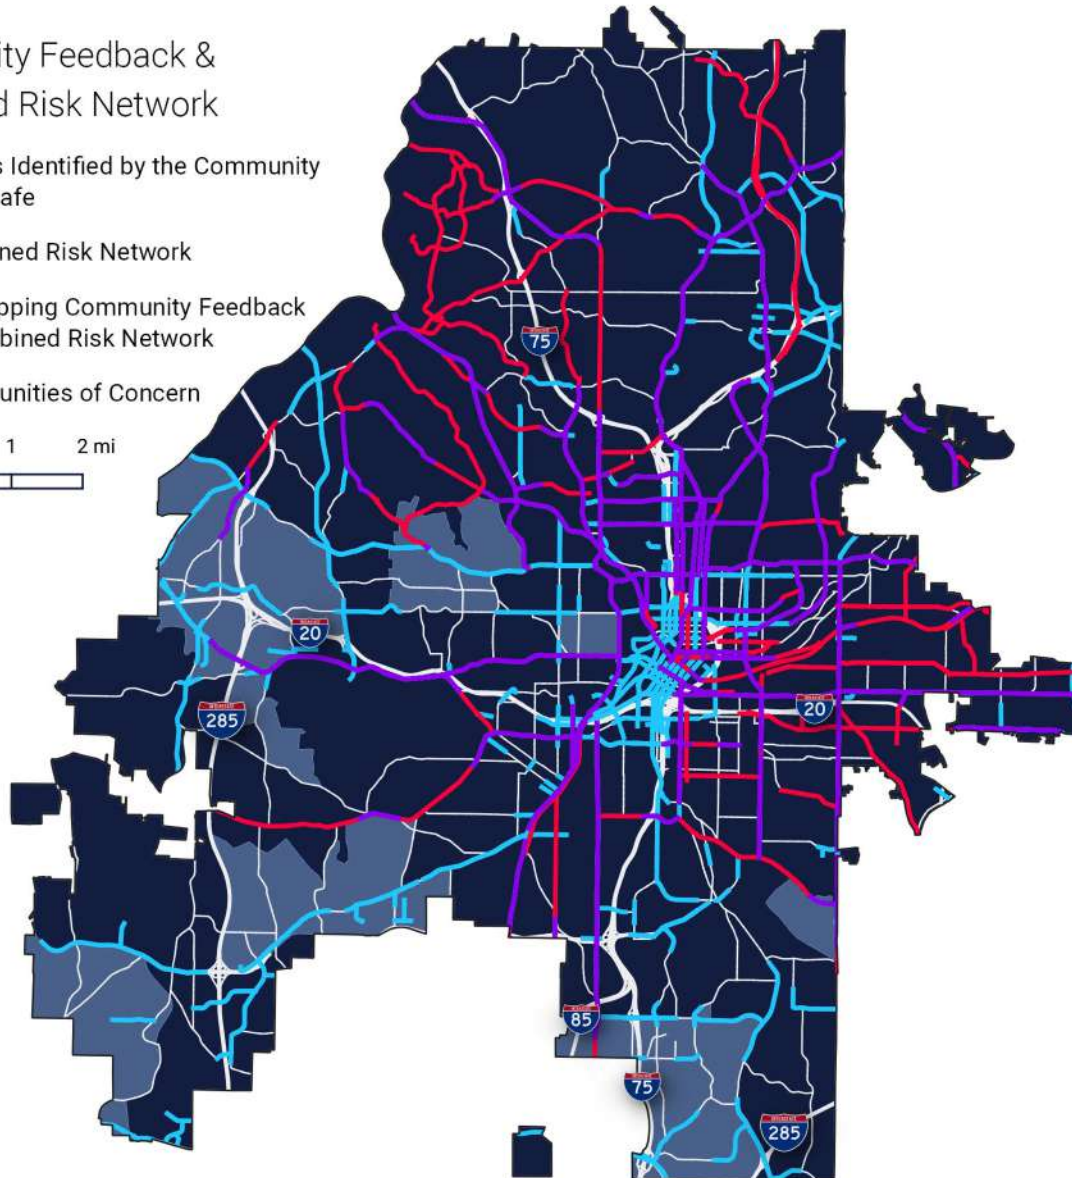 ity Feedback &
d Risk Network
s Identified by the Community
afe
ned Risk Network
pping Community Feedback
bined Risk Network
unities of Concern
1 2 mi
75
20
285
20
85
75
285